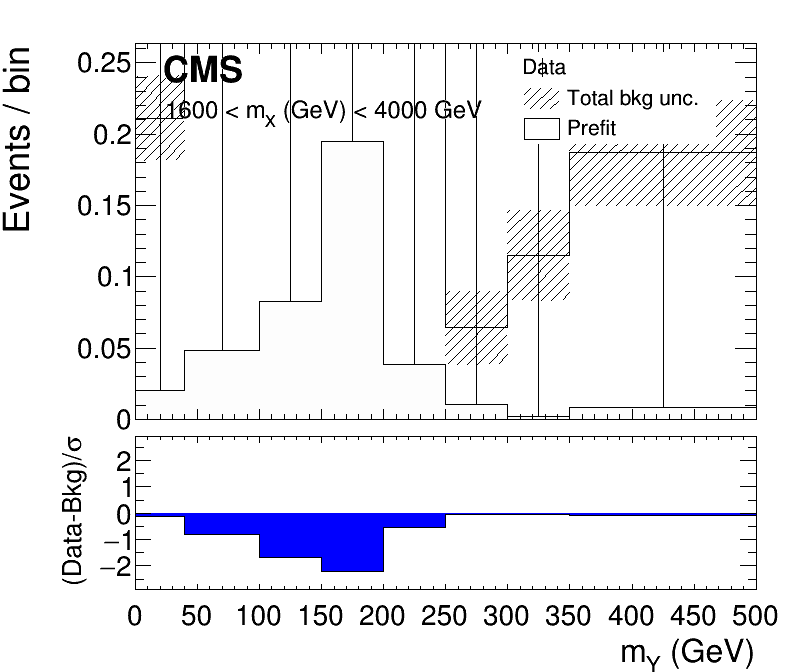 0.25
CMS
Data
1600 < mX (GeV) < 4000 GeV
Total bkg unc.
Prefit
0.2
0.15
0.1
0.05
0
Events / bin
2
1
0
−1
−2
(Data-Bkg)/σ
0 50 100 150 200 250 300 350 400 450 500
mY (GeV)